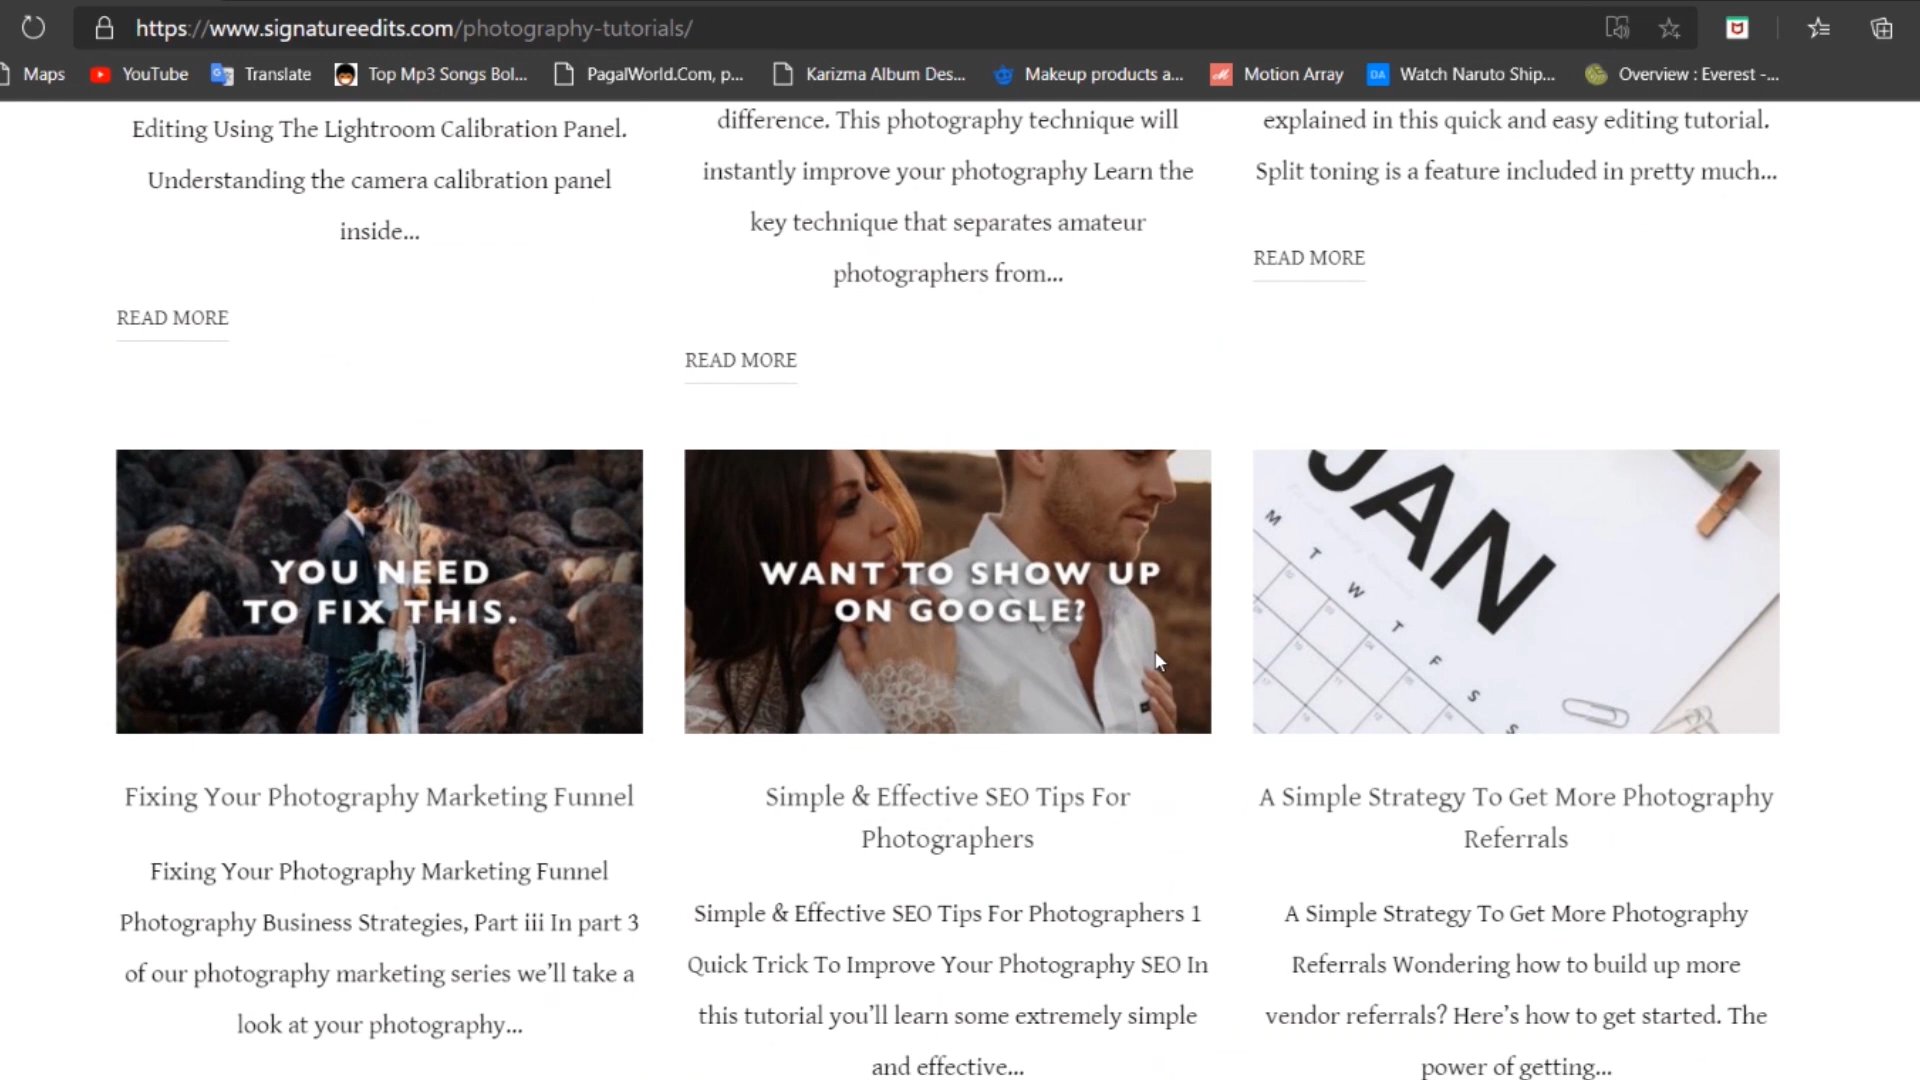 https://www.signatureedits.com/photography-tutorials/
Maps
YouTube
Translate
Top Mp3 Songs Bol...
PagalWorld.Com, p...
Karizma Album Des...
Makeup products a...
Motion Array
DA
Watch Naruto Ship...
Overview : Everest -...
Editing Using The Lightroom Calibration Panel.
Understanding the camera calibration panel
inside...
READ MORE
difference. This photography technique will
instantly improve your photography Learn the
key technique that separates amateur
photographers from...
READ MORE
explained in this quick and easy editing tutorial.
Split toning is a feature included in pretty much...
READ MORE
YOU NEED
TO FIX THIS.
WANT TO SHOW UP
ON GOOGLE?
JAN
M T W T F S S
Fixing Your Photography Marketing Funnel
Fixing Your Photography Marketing Funnel
Photography Business Strategies, Part iii In part 3
of our photography marketing series we'll take a
look at your photography...
Simple & Effective SEO Tips For
Photographers
Simple & Effective SEO Tips For Photographers 1
Quick Trick To Improve Your Photography SEO In
this tutorial you'll learn some extremely simple
and effective...
A Simple Strategy To Get More Photography
Referrals
A Simple Strategy To Get More Photography
Referrals Wondering how to build up more
vendor referrals? Here's how to get started. The
power of getting...